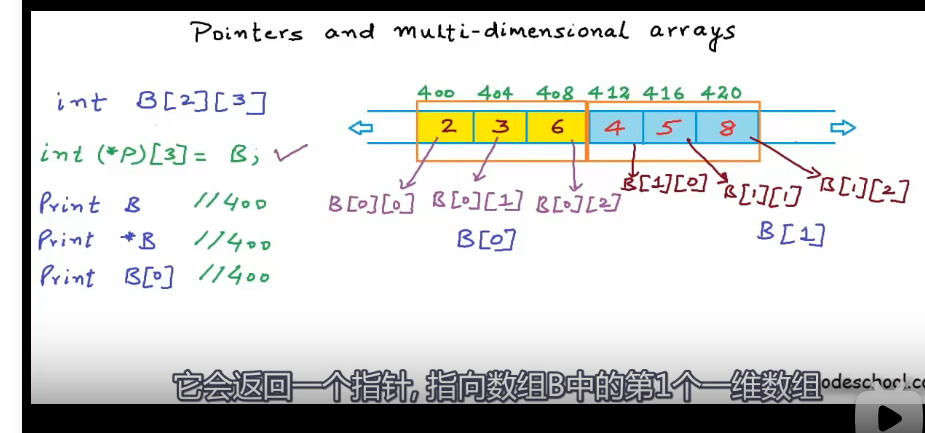 Pointers and multi-dimensional arrays
int B[2][3]
int (*P)[3] = B;
Print B //400
Print *B //400
Print B[0] //400
400 404 408 412 416 420
2 3 6 4 5 8
B[0][0] B[0][1] B[0][2] B[1][0] B[1][1] B[1][2]
B[0] B[1]
它会返回一个指针,指向数组B中的第1个一维数组
odeschool.co